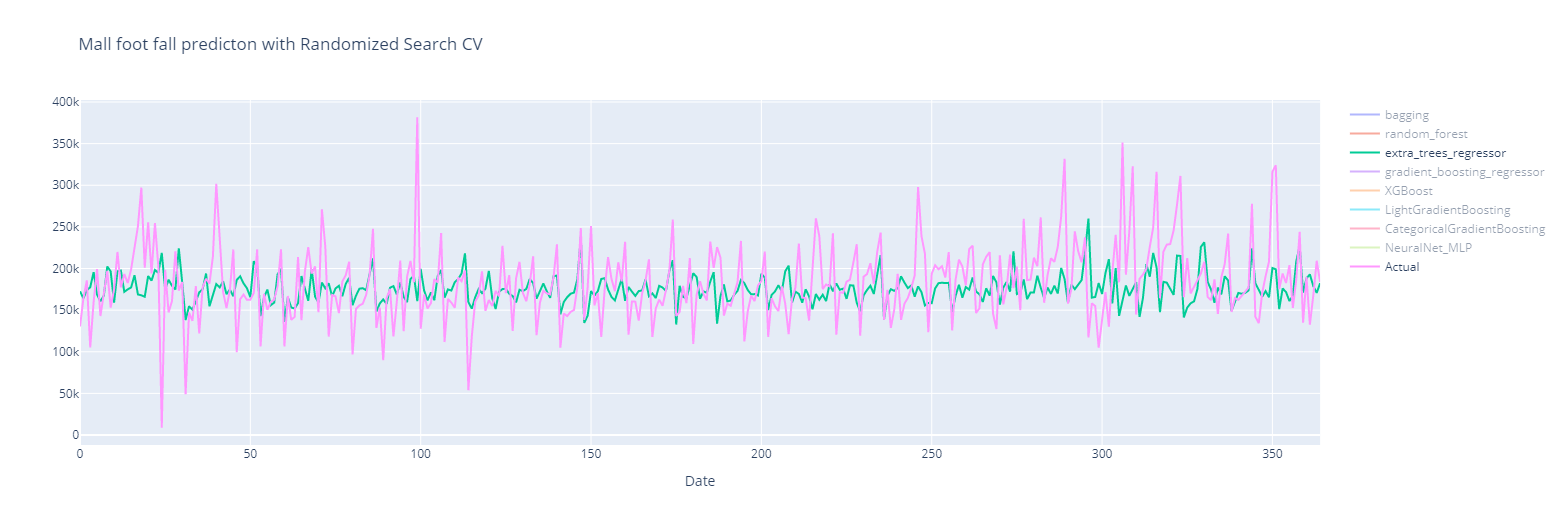 Mall foot fall predicton with Randomized Search CV
400k
350k
300k
250k
200k
150k
100k
50k
0
0 50 100 150 200 250 300 350
Date
bagging
random_forest
extra_trees_regressor
gradient_boosting_regressor
XGBoost
LightGradientBoosting
CategoricalGradientBoosting
NeuralNet_MLP
Actual